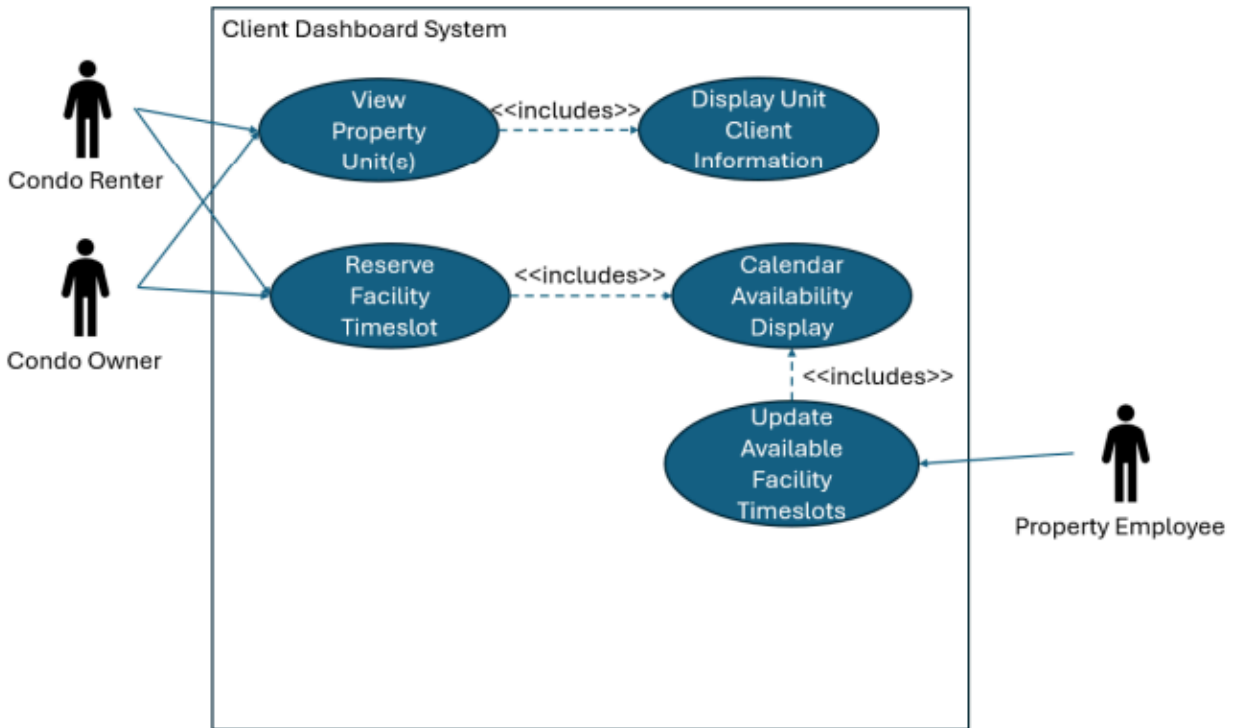 Client Dashboard System
View
Property
Unit(s)
<<includes>>
Display Unit
Client
Information
Condo Renter
Reserve
Facility
Timeslot
<<includes>>
Calendar
Availability
Display
Condo Owner
<<includes>>
Update
Available
Facility
Timeslots
Property Employee